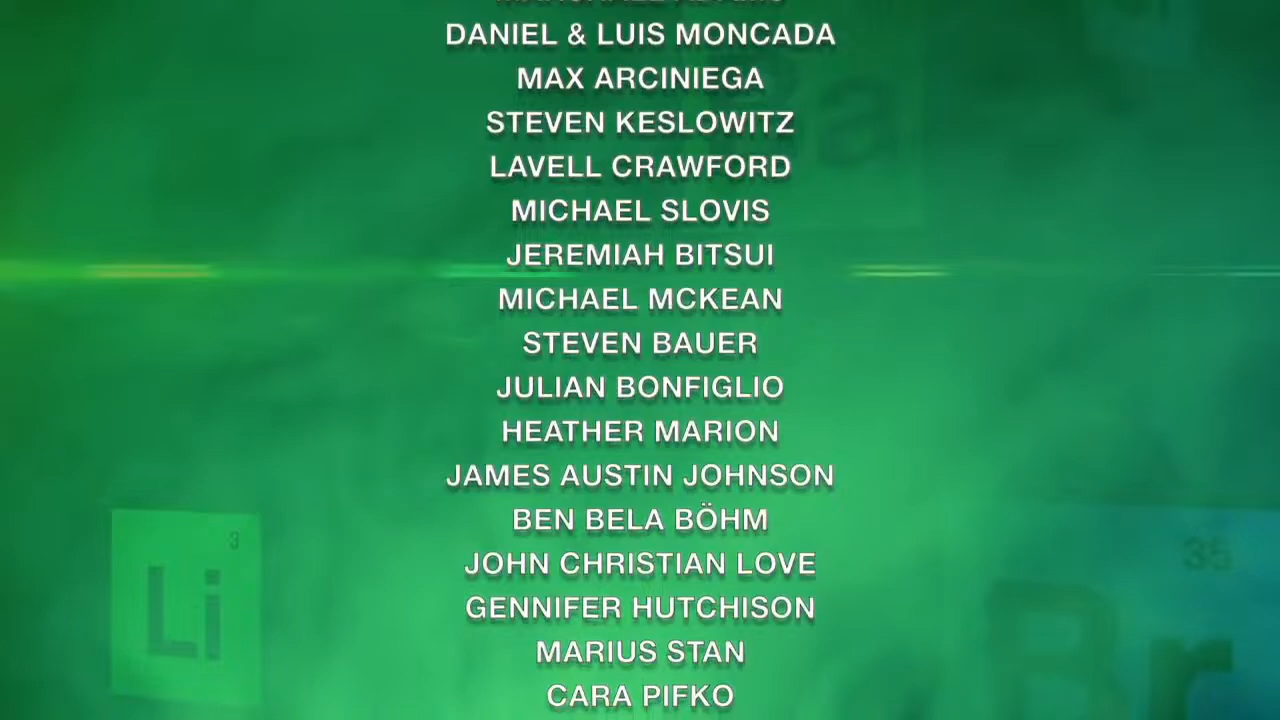 DANIEL & LUIS MONCADA
MAX ARCINIEGA
STEVEN KESLOWITZ
LAVELL CRAWFORD
MICHAEL SLOVIS
JEREMIAH BITSUI
MICHAEL MCKEAN
STEVEN BAUER
JULIAN BONFIGLIO
HEATHER MARION
JAMES AUSTIN JOHNSON
BEN BELA BÖHM
JOHN CHRISTIAN LOVE
GENNIFER HUTCHISON
MARIUS STAN
CARA PIFKO
3
Li
35
Br